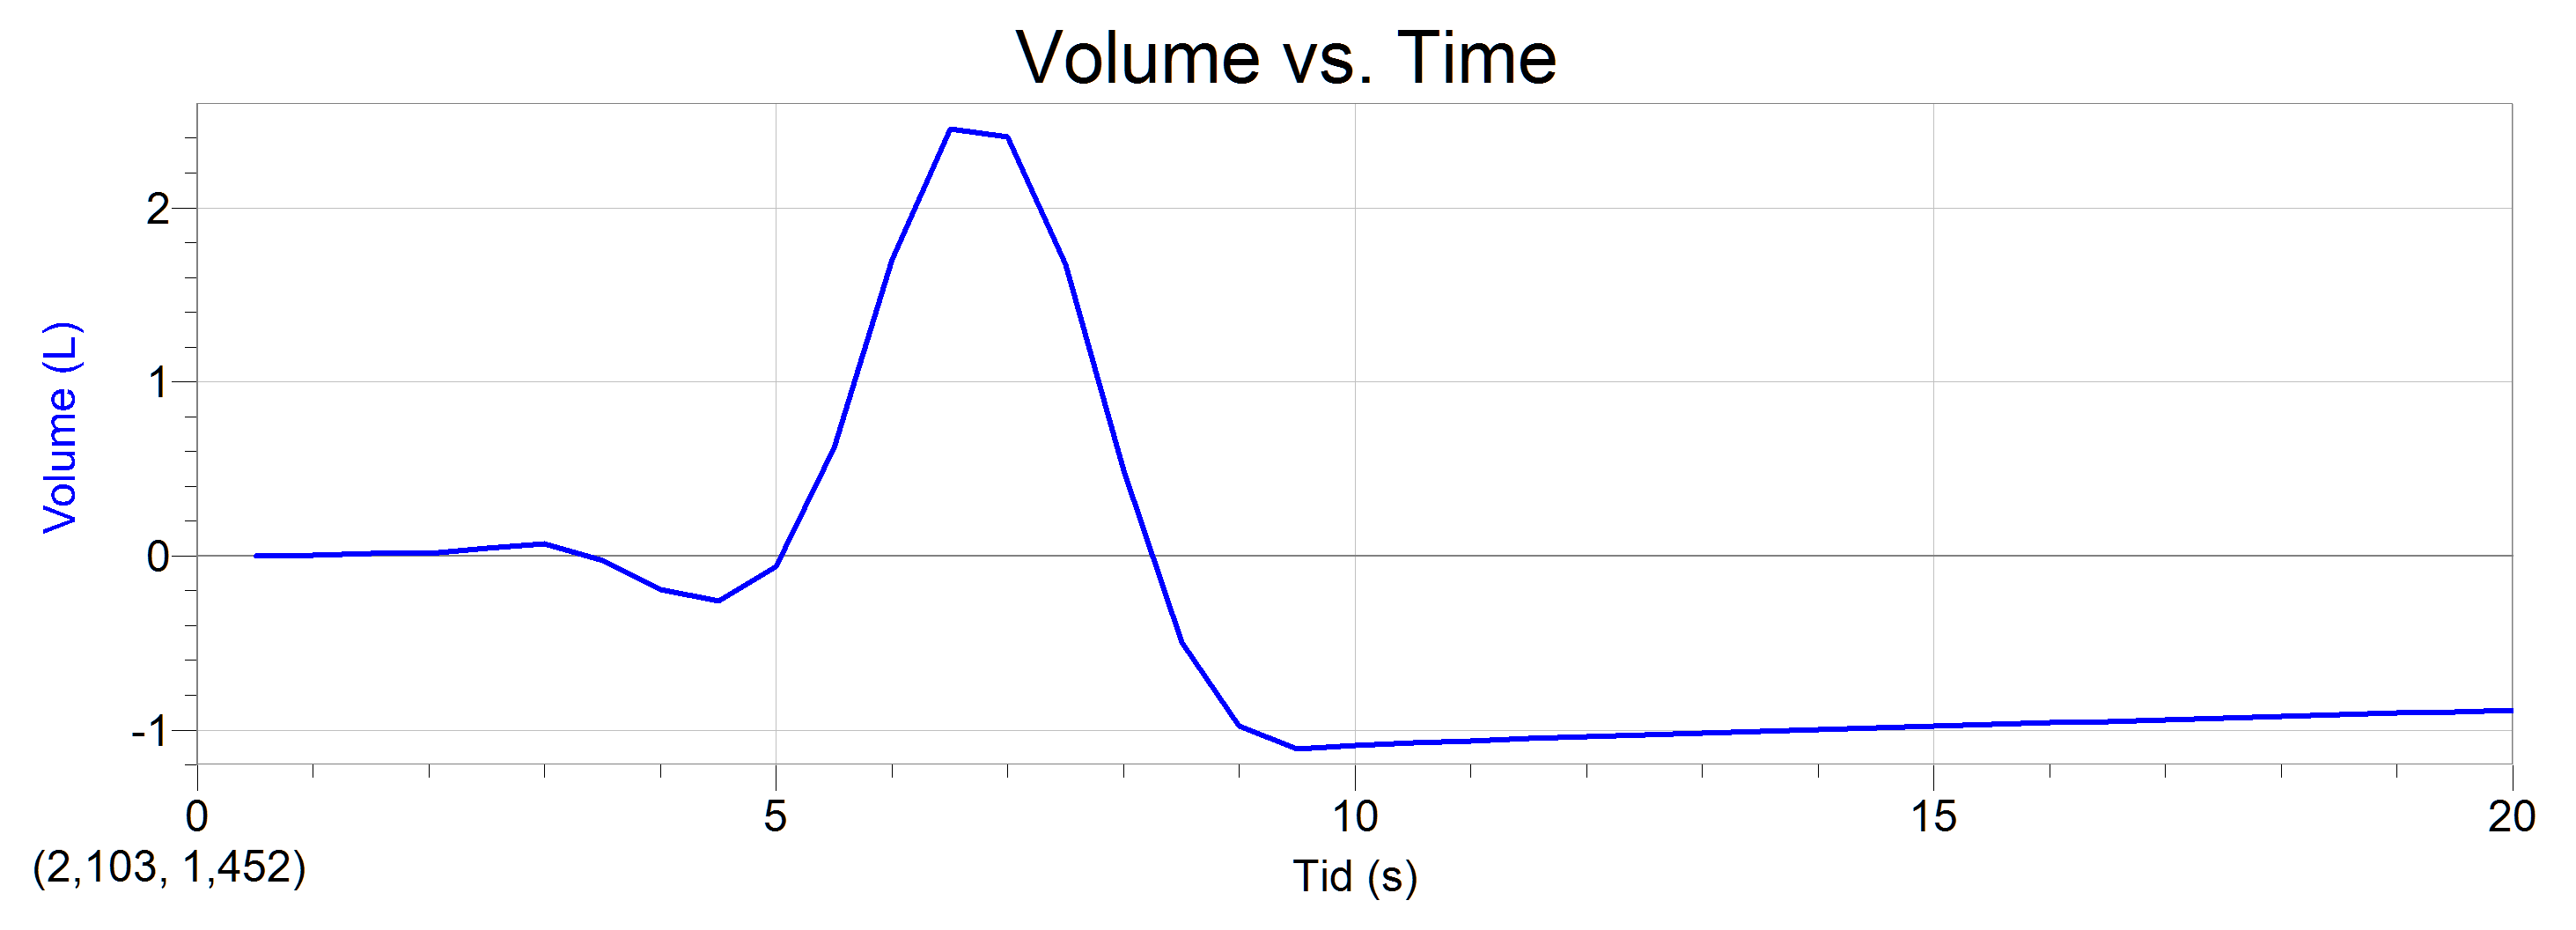 Volume vs. Time
Volume (L)
2
1
0
-1
0 5 10 15 20
(2,103, 1,452)
Tid (s)